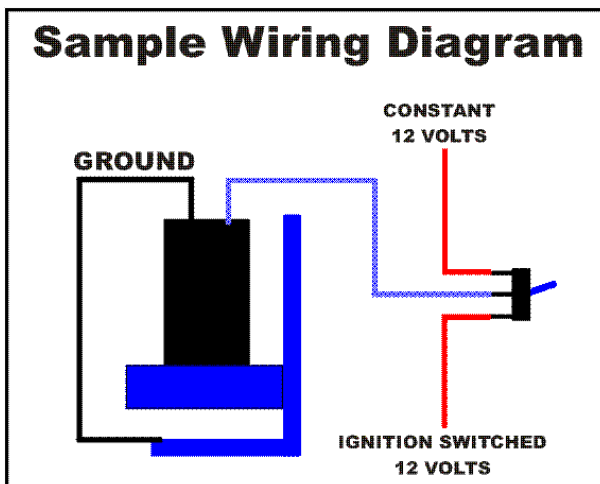 Sample Wiring Diagram
CONSTANT
12 VOLTS
GROUND
IGNITION SWITCHED
12 VOLTS